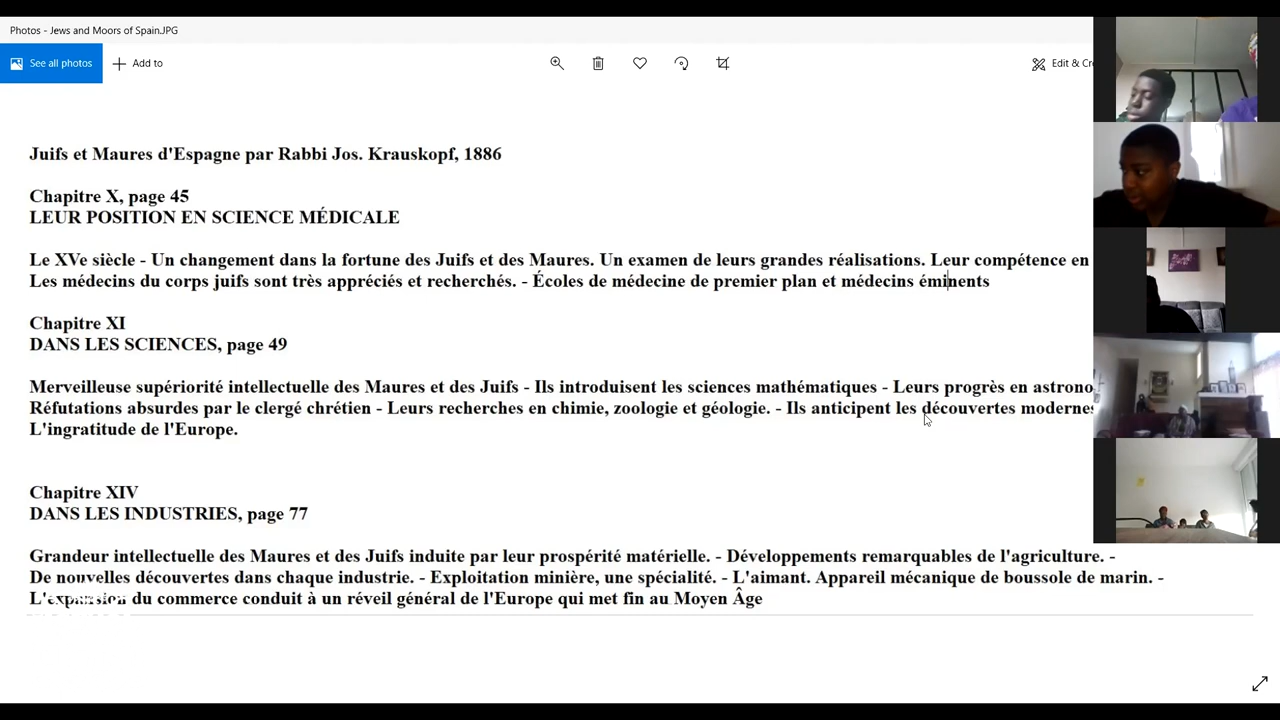 Photos - Jews and Moors of Spain.JPG
See all photos
Add to
Edit & Cr
Juifs et Maures d'Espagne par Rabbi Jos. Krauskopf, 1886
Chapitre X, page 45
LEUR POSITION EN SCIENCE MÉDICALE
Le XVe siècle - Un changement dans la fortune des Juifs et des Maures. Un examen de leurs grandes réalisations. Leur compétence en
Les médecins du corps juifs sont très appréciés et recherchés. - Écoles de médecine de premier plan et médecins éminents
Chapitre XI
DANS LES SCIENCES, page 49
Merveilleuse supériorité intellectuelle des Maures et des Juifs - Ils introduisent les sciences mathématiques - Leurs progrès en astrono
Réfutations absurdes par le clergé chrétien - Leurs recherches en chimie, zoologie et géologie. - Ils anticipent les découvertes modernes
L'ingratitude de l'Europe.
Chapitre XIV
DANS LES INDUSTRIES, page 77
Grandeur intellectuelle des Maures et des Juifs induite par leur prospérité matérielle. - Développements remarquables de l'agriculture. -
De nouvelles découvertes dans chaque industrie. - Exploitation minière, une spécialité. - L'aimant. Appareil mécanique de boussole de marin. -
L'expansion du commerce conduit à un réveil général de l'Europe qui met fin au Moyen Âge